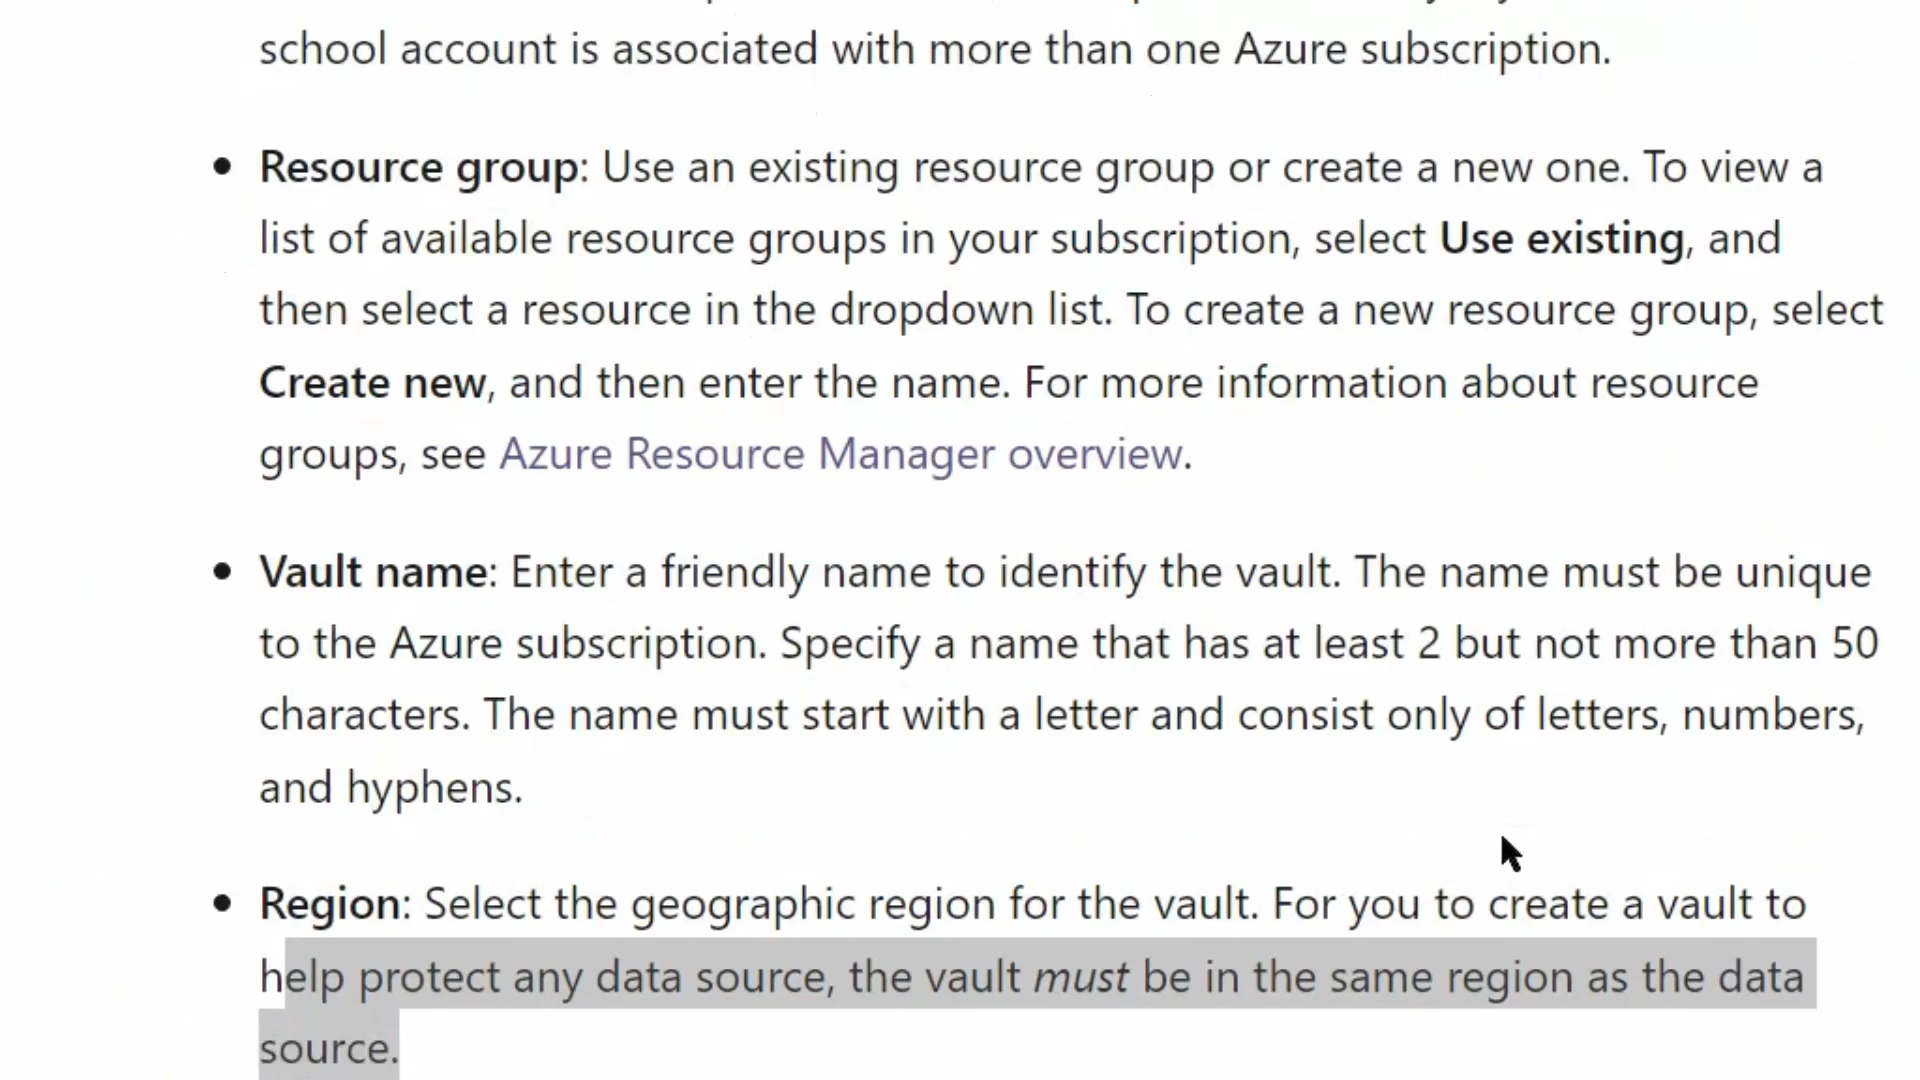 school account is associated with more than one Azure subscription.
• Resource group: Use an existing resource group or create a new one. To view a
list of available resource groups in your subscription, select Use existing, and
then select a resource in the dropdown list. To create a new resource group, select
Create new, and then enter the name. For more information about resource
groups, see Azure Resource Manager overview.
• Vault name: Enter a friendly name to identify the vault. The name must be unique
to the Azure subscription. Specify a name that has at least 2 but not more than 50
characters. The name must start with a letter and consist only of letters, numbers,
and hyphens.
• Region: Select the geographic region for the vault. For you to create a vault to
help protect any data source, the vault must be in the same region as the data
source.